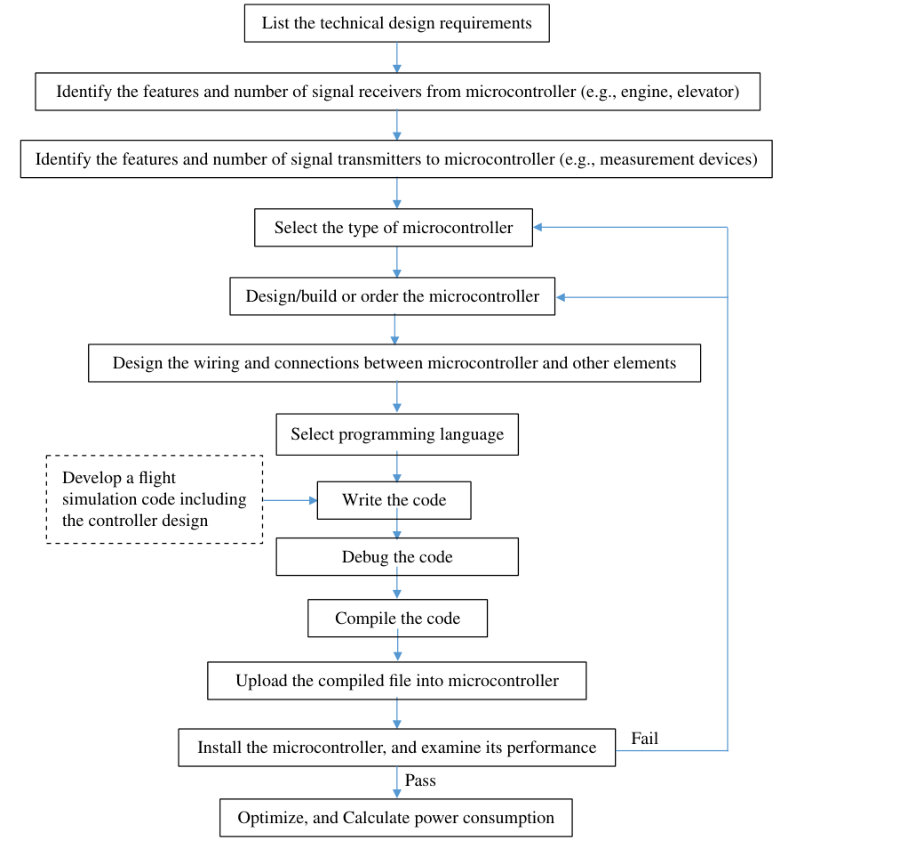 List the technical design requirements
Identify the features and number of signal receivers from microcontroller (e.g., engine, elevator)
Identify the features and number of signal transmitters to microcontroller (e.g., measurement devices)
Select the type of microcontroller
Design/build or order the microcontroller
Design the wiring and connections between microcontroller and other elements
Select programming language
Develop a flight
simulation code including
the controller design
Write the code
Debug the code
Compile the code
Upload the compiled file into microcontroller
Install the microcontroller, and examine its performance
Fail
Pass
Optimize, and Calculate power consumption